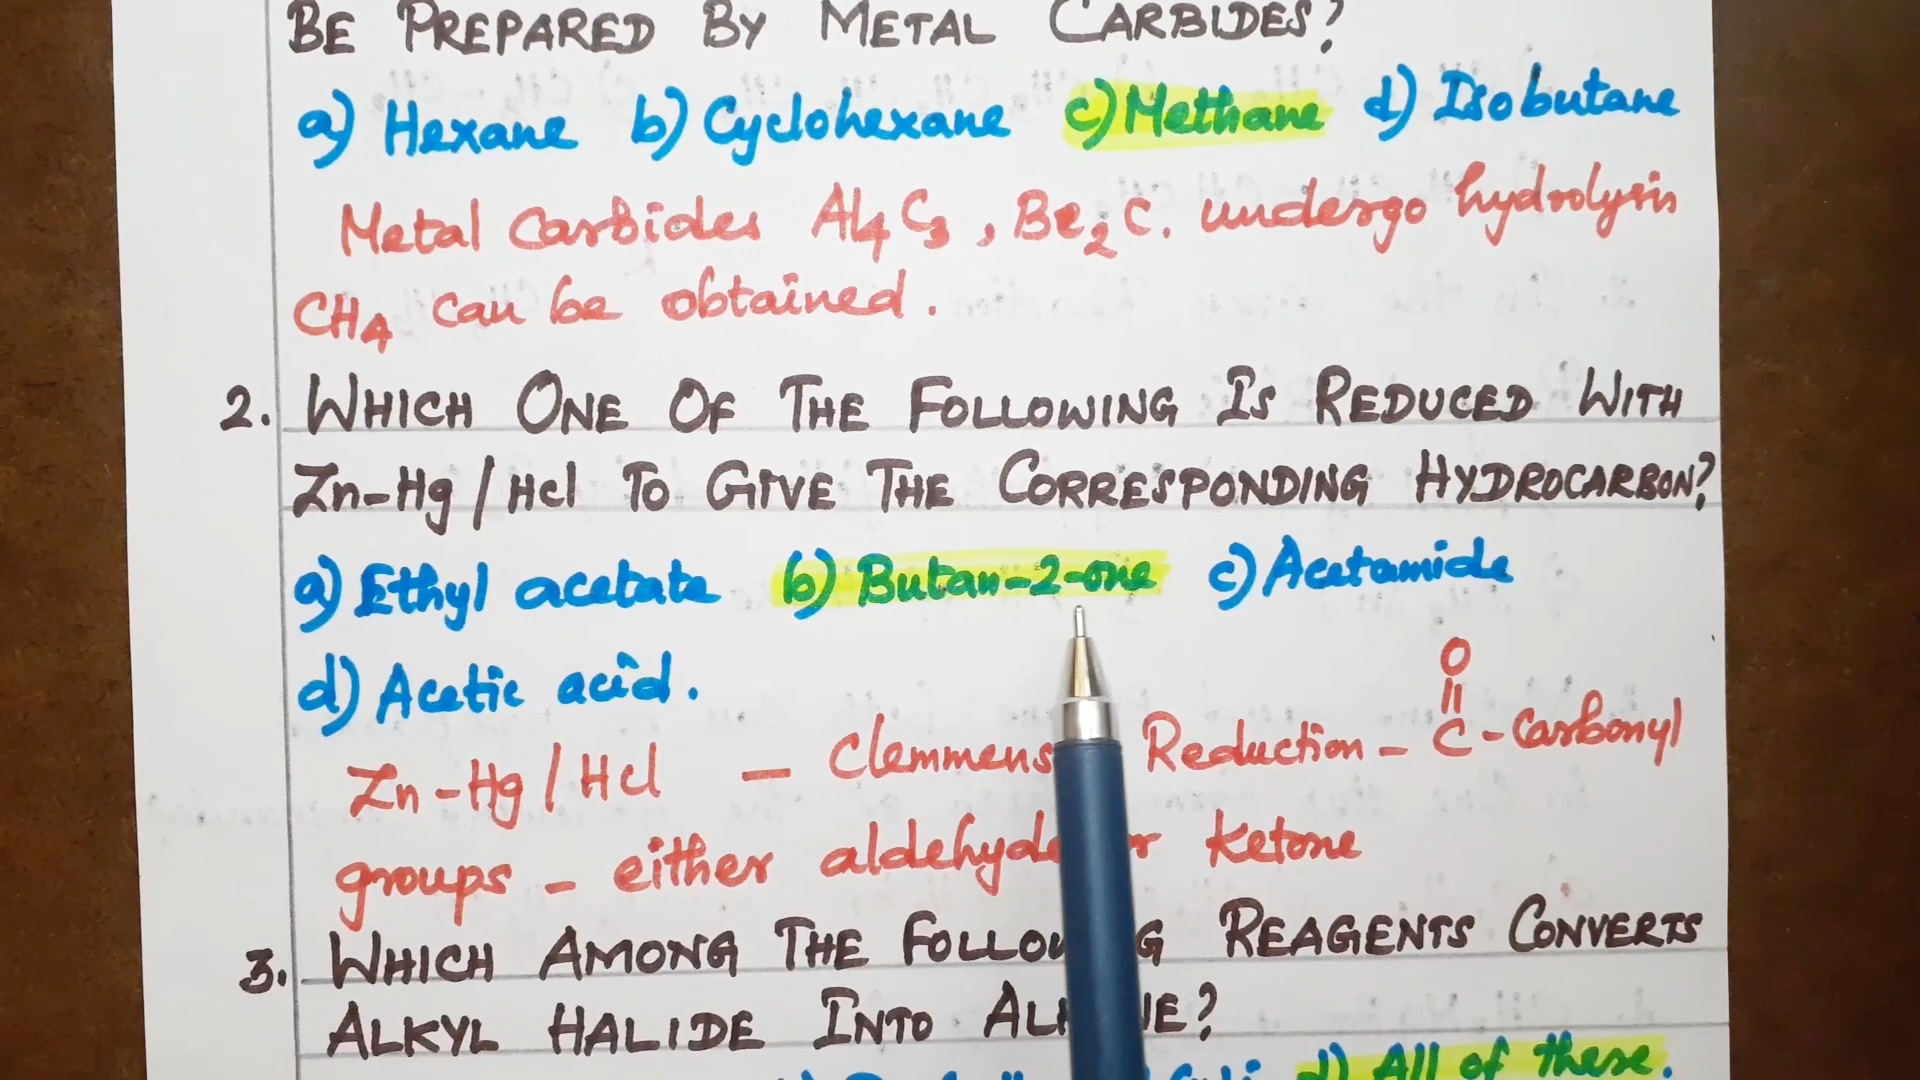 BE PREPARED BY METAL CARBIDES?
a) Hexane b) Cyclohexane c) Methane d) Isobutane
Metal carbides Al4C3, Be2C. undergo hydrolysis
CH4 can be obtained.
2. WHICH ONE OF THE FOLLOWING IS REDUCED WITH
Zn-Hg/Hcl TO GIVE THE CORRESPONDING HYDROCARBON?
a) Ethyl acetate b) Butan-2-one c) Acetamide
d) Acetic acid.
O
||
Zn-Hg/Hcl — Clemmens Reduction - C - Carbonyl
groups - either aldehyde r ketone
3. WHICH AMONG THE FOLLOW G REAGENTS CONVERTS
ALKYL HALIDE INTO AL E?
d) All of these.